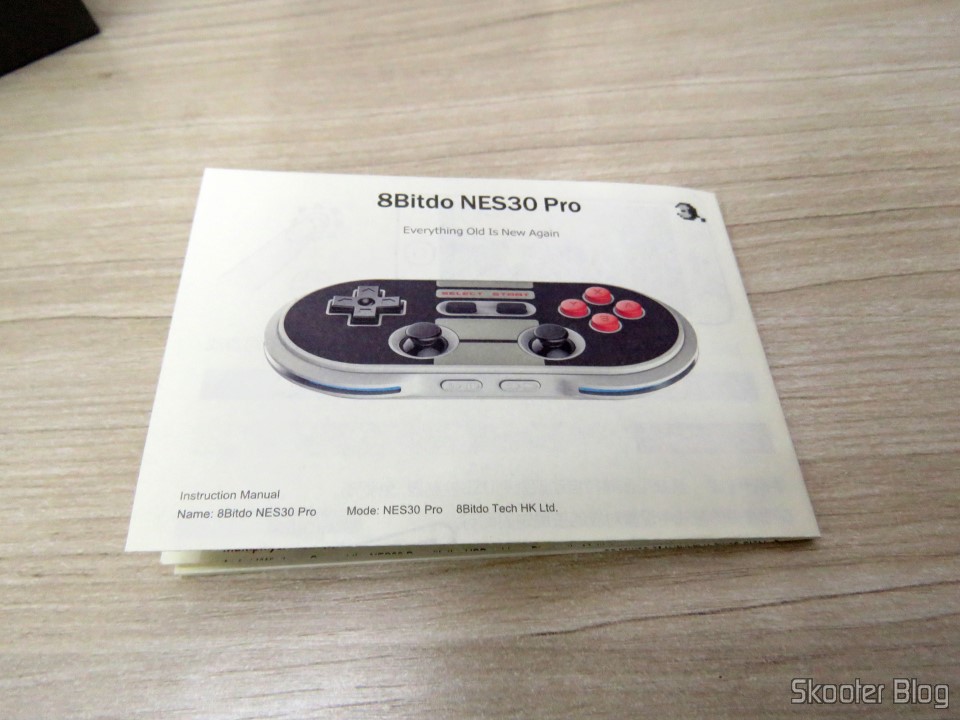 8Bitdo NES30 Pro
Everything Old Is New Again
SELECT START
X
Instruction Manual
Name: 8Bitdo NES30 Pro Mode: NES30 Pro 8Bitdo Tech HK Ltd.
Skooter Blog